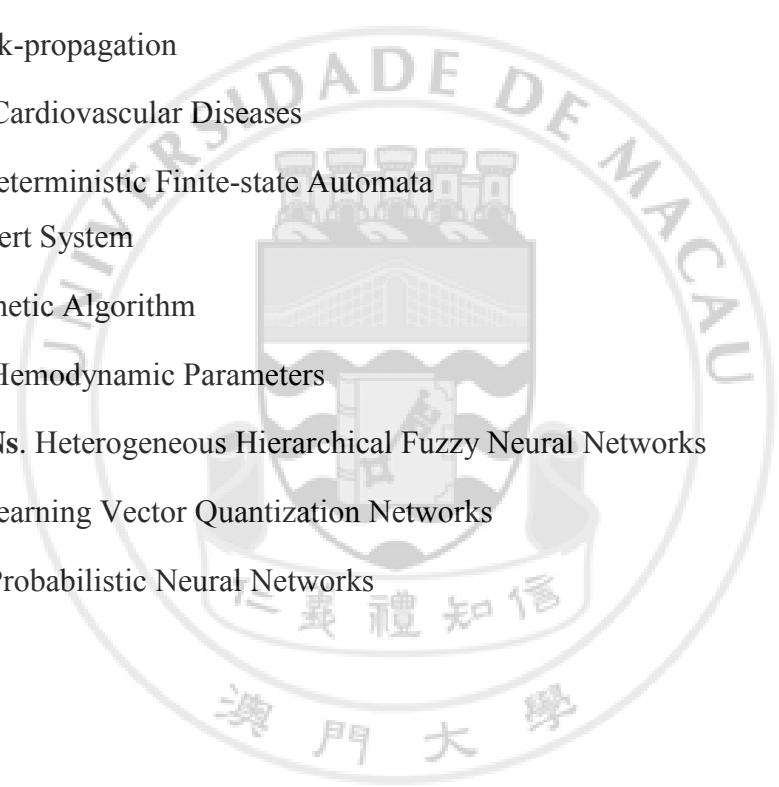 k-propagation
Cardiovascular Diseases
eterministic Finite-state Automata
ert System
netic Algorithm
Hemodynamic Parameters
Ns. Heterogeneous Hierarchical Fuzzy Neural Networks
earning Vector Quantization Networks
Probabilistic Neural Networks
UNIVERSIDADE DE MACAU
仁義禮知信
澳門大學